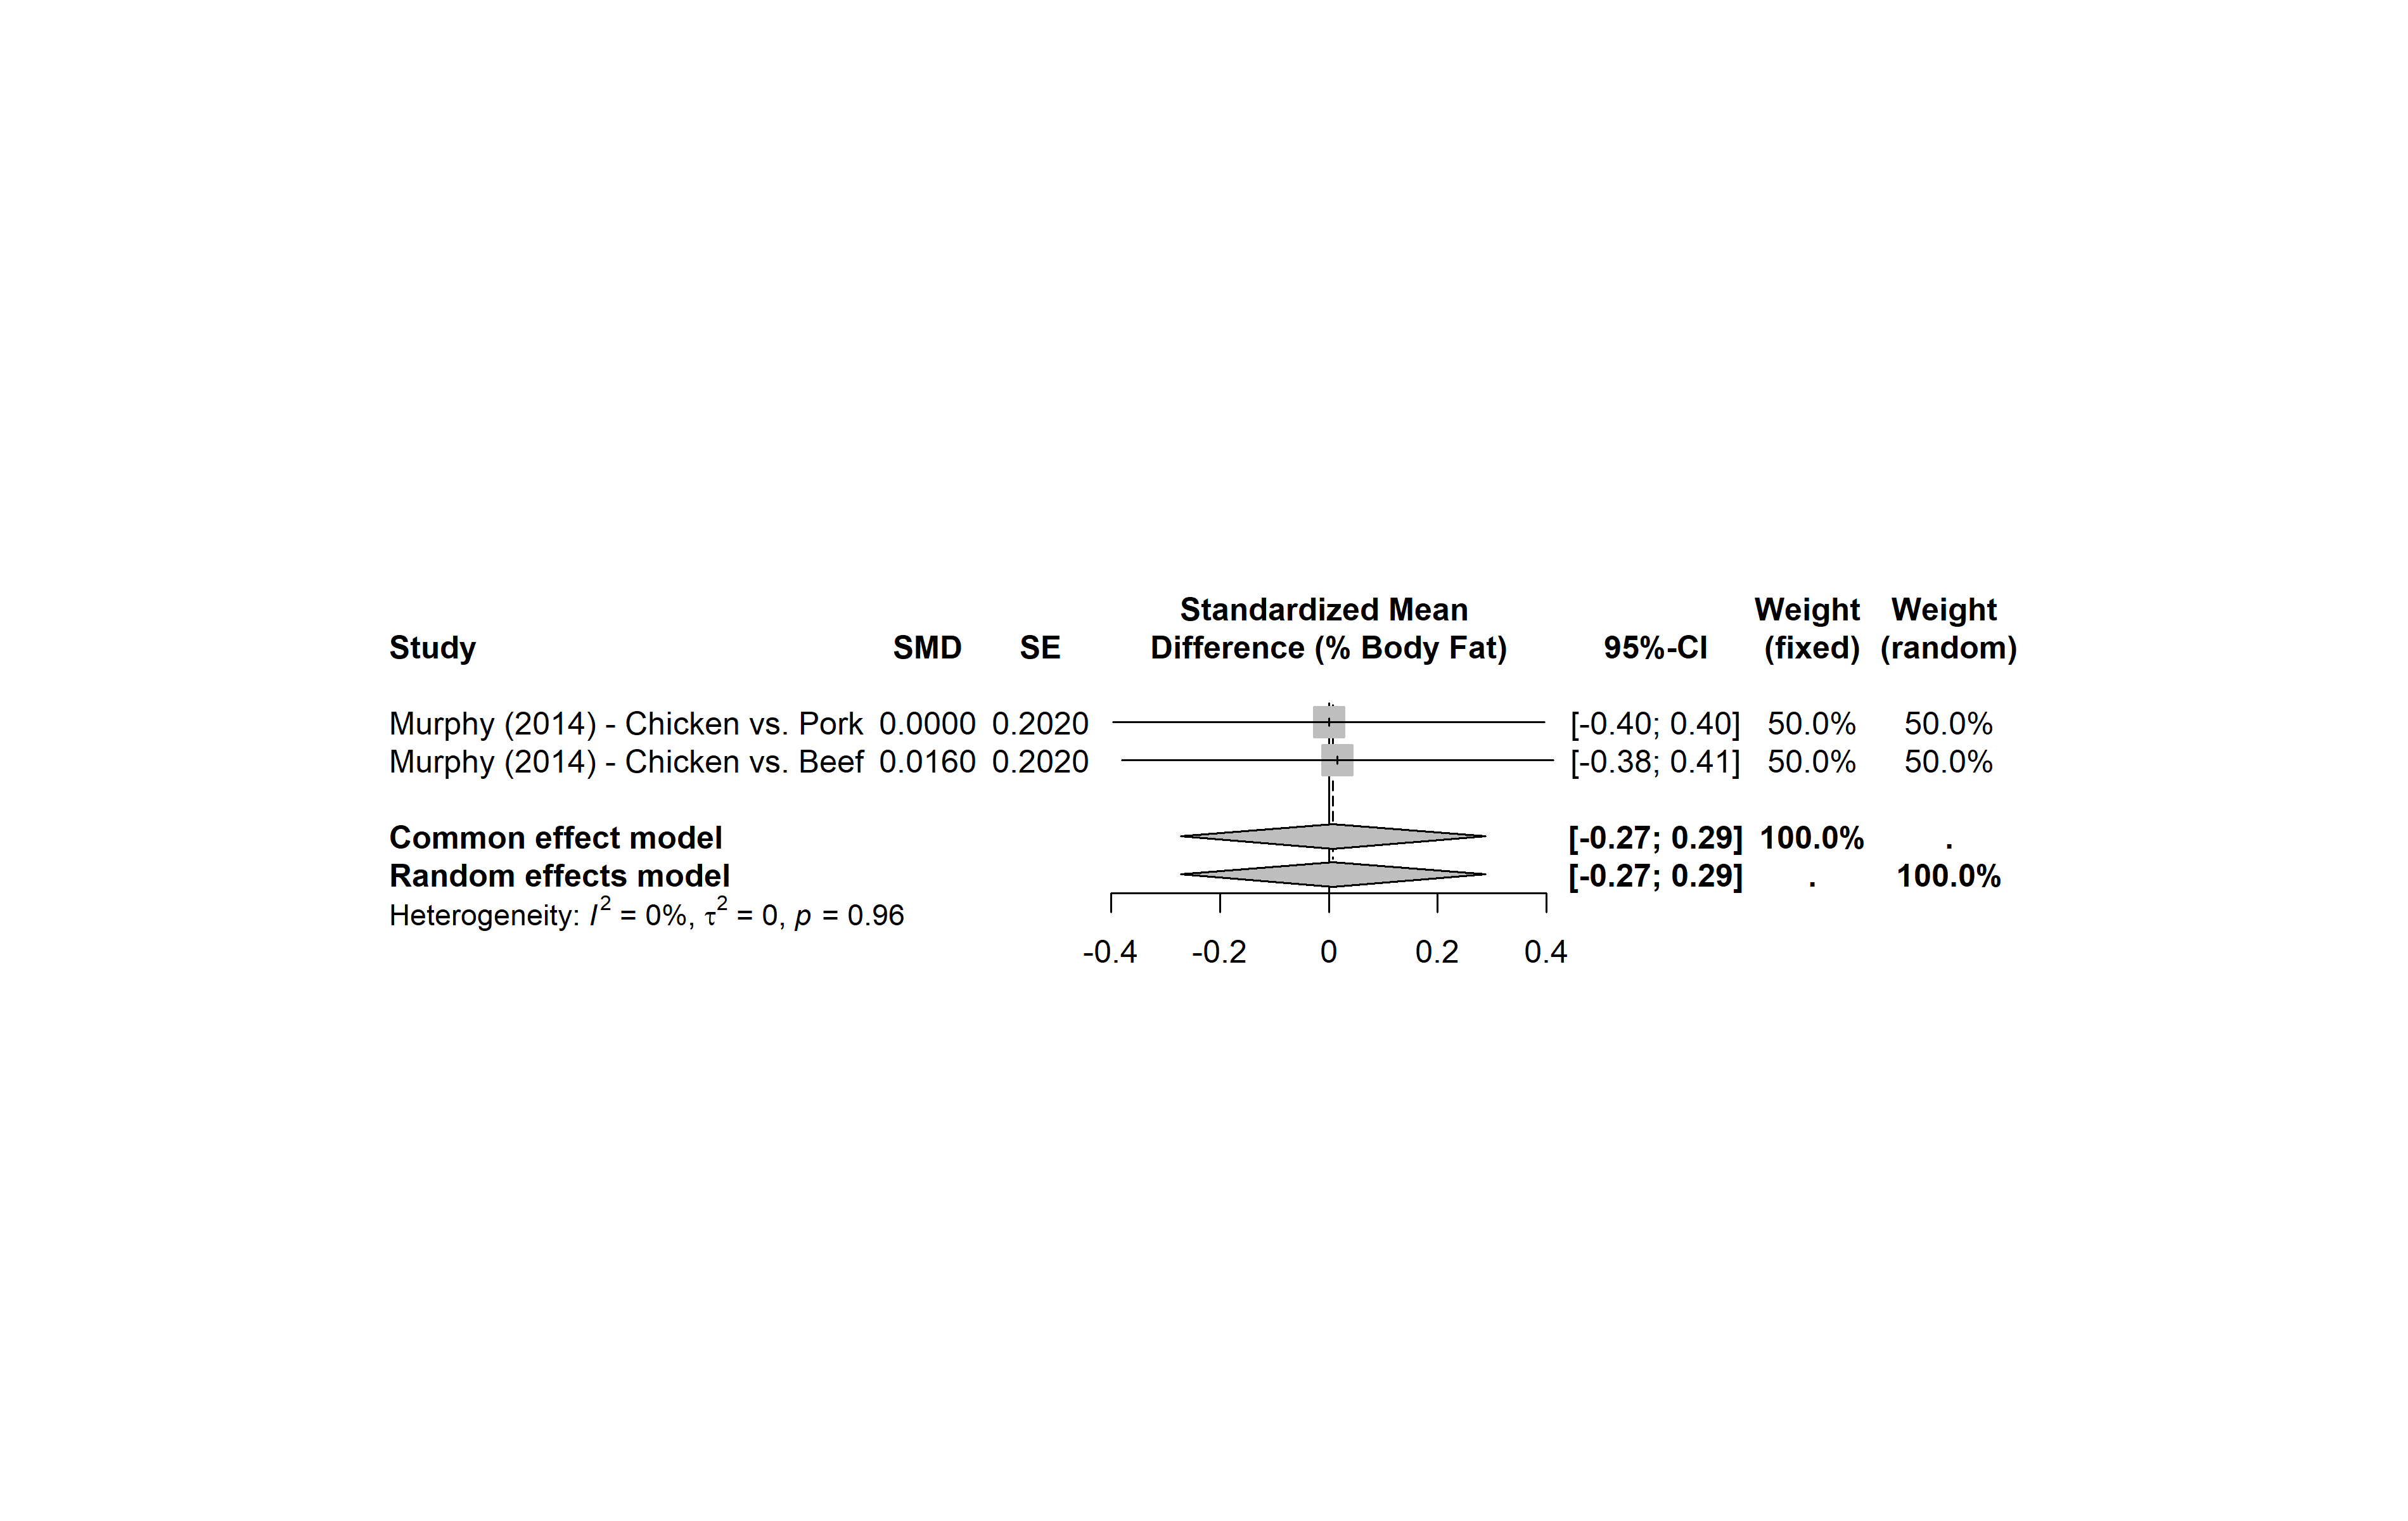 Standardized Mean Weight Weight
Study SMD SE Difference (% Body Fat) 95%-CI (fixed) (random)
Murphy (2014) - Chicken vs. Pork 0.0000 0.2020 [-0.40; 0.40] 50.0% 50.0%
Murphy (2014) - Chicken vs. Beef 0.0160 0.2020 [-0.38; 0.41] 50.0% 50.0%
Common effect model [-0.27; 0.29] 100.0% .
Random effects model [-0.27; 0.29] . 100.0%
Heterogeneity: I² = 0%, τ² = 0, p = 0.96
-0.4 -0.2 0 0.2 0.4